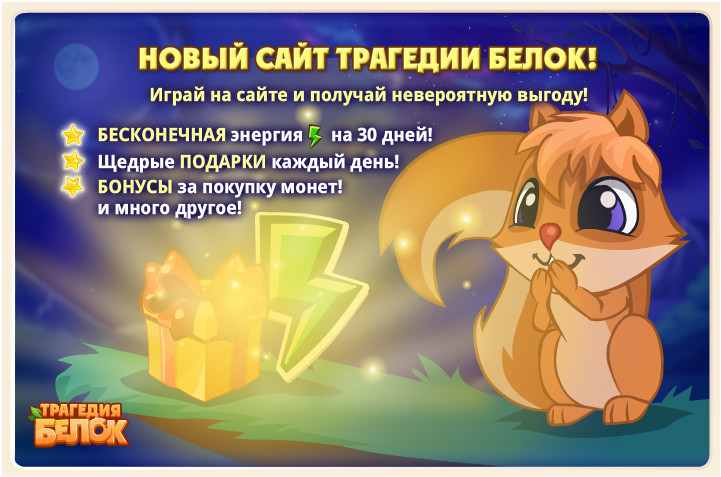 НОВЫЙ САЙТ ТРАГЕДИИ БЕЛОК!
Играй на сайте и получай невероятную выгоду!
БЕСКОНЕЧНАЯ энергия на 30 дней!
Щедрые ПОДАРКИ каждый день!
БОНУСЫ за покупку монет!
и много другое!
ТРАГЕДИЯ
БЕЛОК